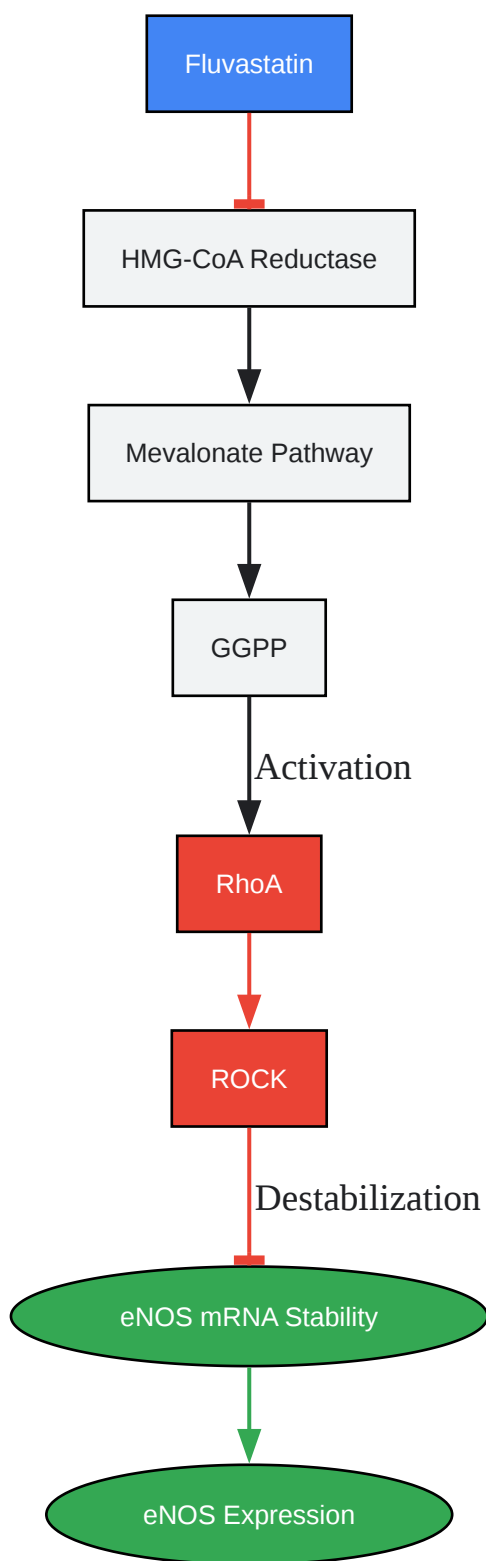 Fluvastatin
HMG-CoA Reductase
Mevalonate Pathway
GGPP
Activation
RhoA
ROCK
Destabilization
eNOS mRNA Stability
eNOS Expression